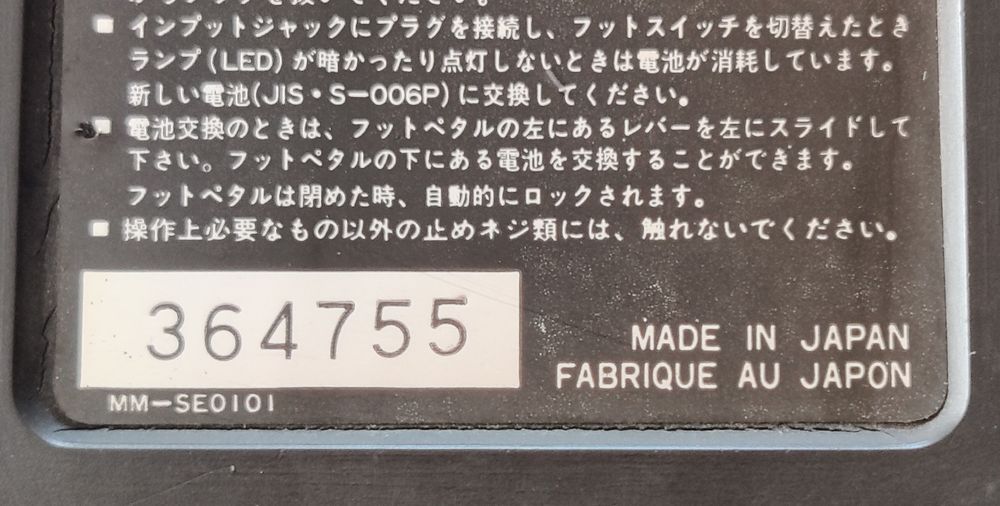 ■ インプットジャックにプラグを接続し、フットスイッチを切替えたとき
ランプ(LED)が暗かったり点灯しないときは電池が消耗しています。
新しい電池(JIS・S-006P)に交換してください。
■ 電池交換のときは、フットペタルの左にあるレバーを左にスライドして
下さい。フットペタルの下にある電池を交換することができます。
フットペタルは閉めた時、自動的にロックされます。
■ 操作上必要なもの以外の止めネジ類には、触れないでください。
364755
MADE IN JAPAN
FABRIQUE AU JAPON
MM-SE0101